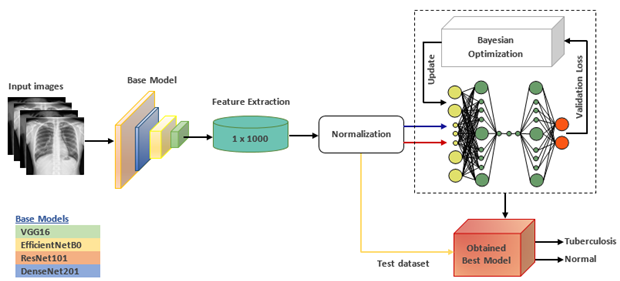 Input images
Base Model
Feature Extraction
1 x 1000
Normalization
Bayesian
Optimization
Update
Validation Loss
Base Models
VGG16
EfficientNetB0
ResNet101
DenseNet201
Test dataset
Obtained
Best Model
Tuberculosis
Normal